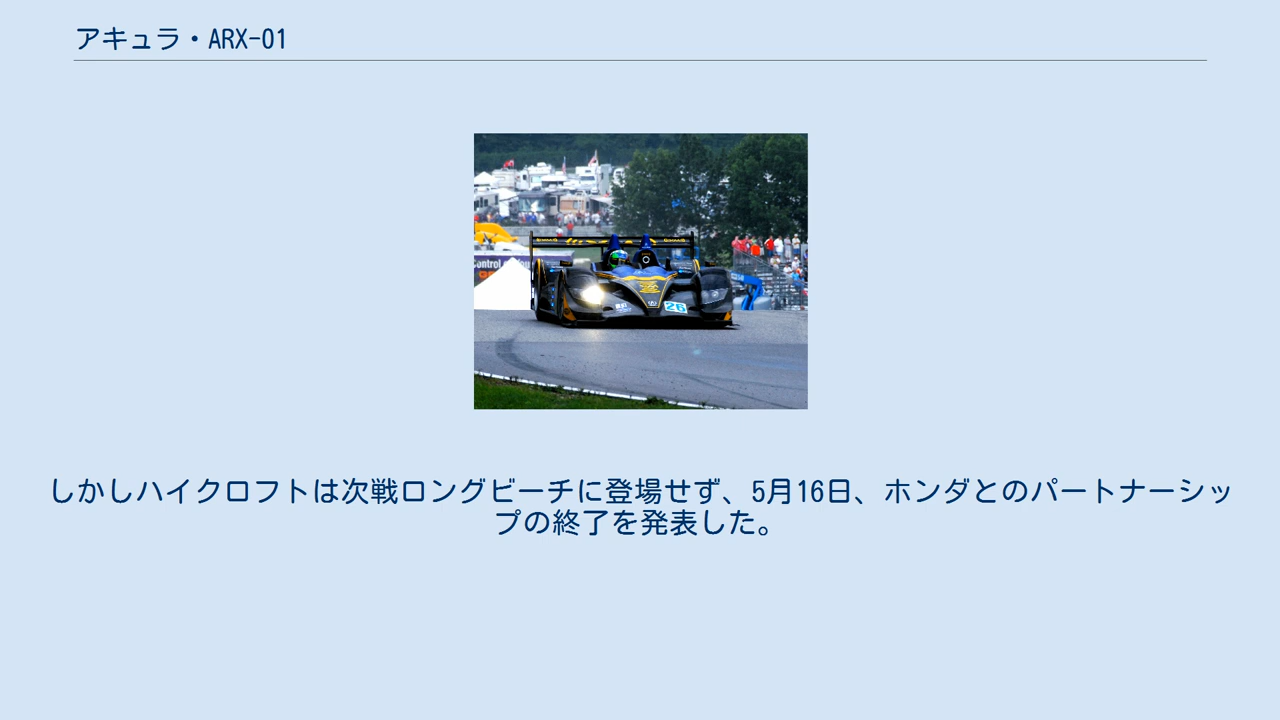 アキュラ・ARX-01
26
しかしハイクロフトは次戦ロングビーチに登場せず、5月16日、ホンダとのパートナーシッ
プの終了を発表した。